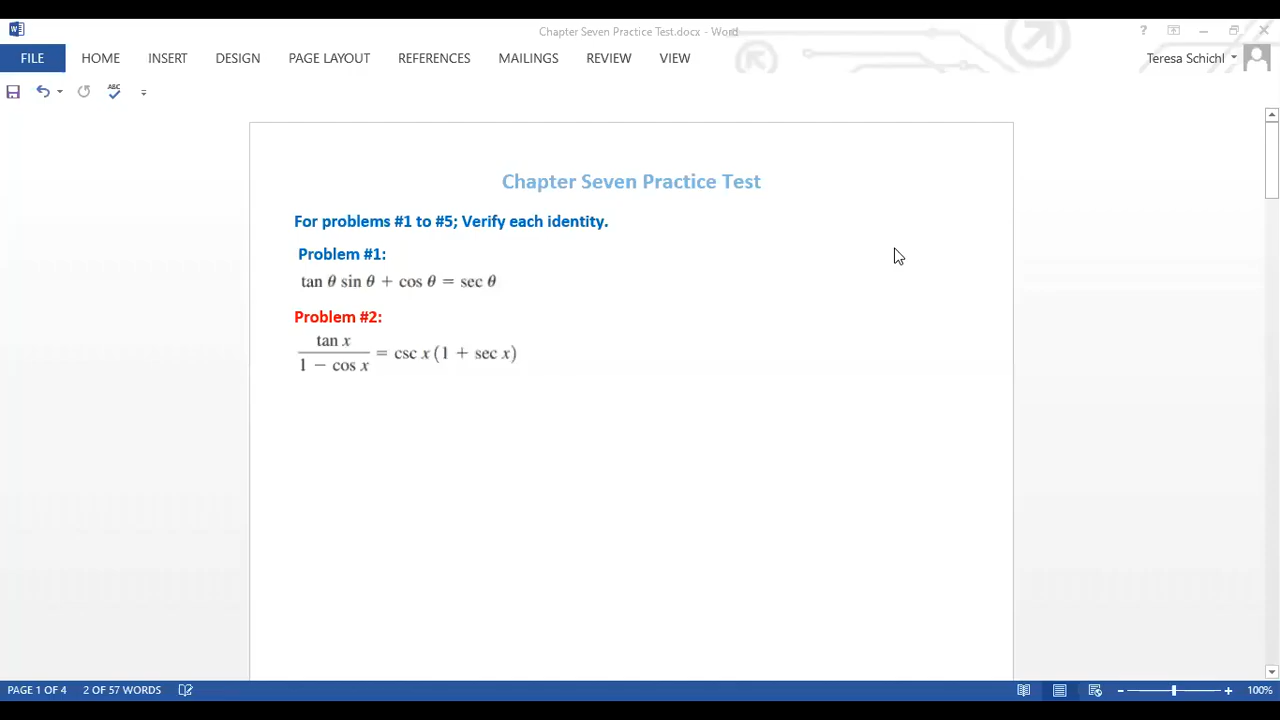 Chapter Seven Practice Test.docx - Word
?
FILE HOME INSERT DESIGN PAGE LAYOUT REFERENCES MAILINGS REVIEW VIEW Teresa Schichl
ABC
Chapter Seven Practice Test
For problems #1 to #5; Verify each identity.
Problem #1:
tan θ sin θ + cos θ = sec θ
Problem #2:
tan x
1 − cos x
= csc x (1 + sec x)
PAGE 1 OF 4 2 OF 57 WORDS 100%